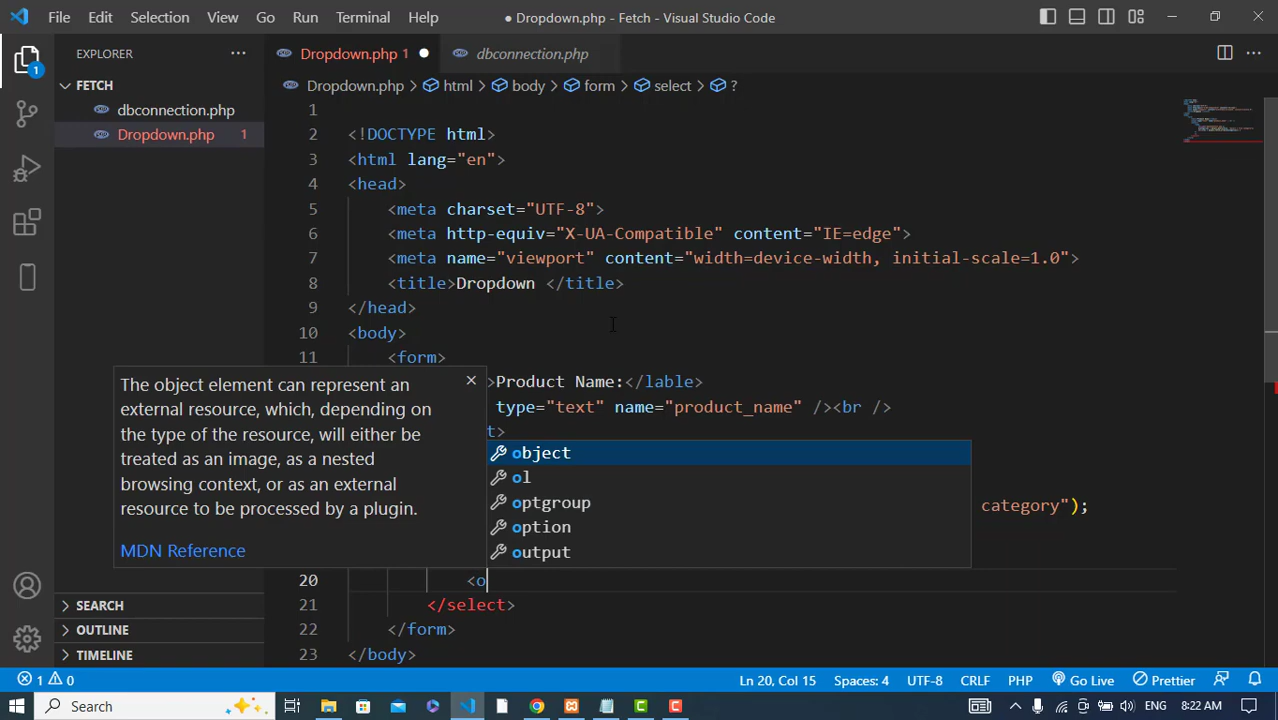 File Edit Selection View Go Run Terminal Help ● Dropdown.php - Fetch - Visual Studio Code
EXPLORER ··· Dropdown.php 1 ● dbconnection.php ···
FETCH Dropdown.php > html > body > form > select > ?
dbconnection.php
Dropdown.php 1
1
2 <!DOCTYPE html>
3 <html lang="en">
4 <head>
5 <meta charset="UTF-8">
6 <meta http-equiv="X-UA-Compatible" content="IE=edge">
7 <meta name="viewport" content="width=device-width, initial-scale=1.0">
8 <title>Dropdown </title>
9 </head>
10 <body>
11 <form>
>Product Name:</lable>
type="text" name="product_name" /><br />
t>
category");
The object element can represent an
external resource, which, depending on
the type of the resource, will either be
treated as an image, as a nested
browsing context, or as an external
resource to be processed by a plugin.
MDN Reference
object
ol
optgroup
option
output
20 <o
21 </select>
22 </form>
23 </body>
SEARCH
OUTLINE
TIMELINE
1
1 0 Ln 20, Col 15 Spaces: 4 UTF-8 CRLF PHP Go Live Prettier
Search ENG 8:22 AM